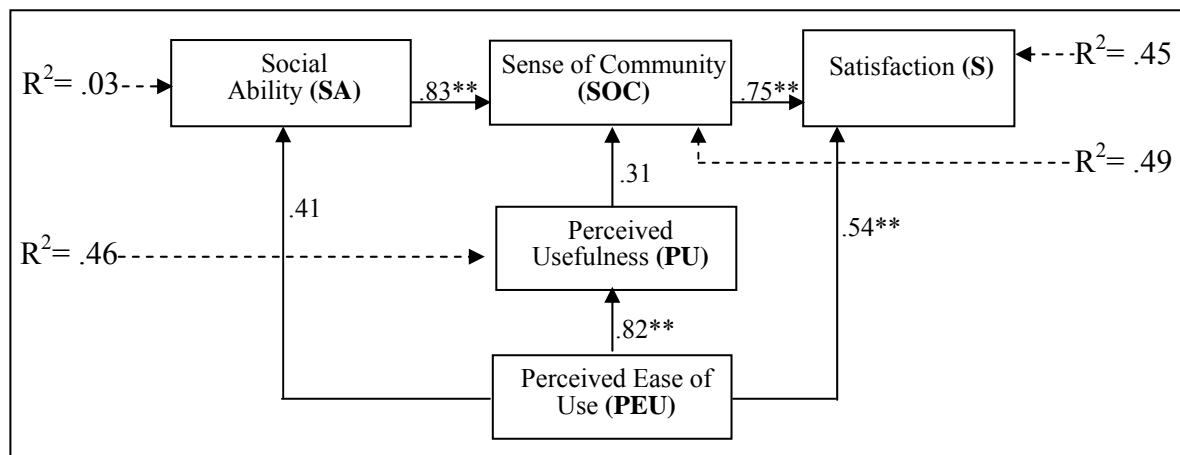 R²= .03
Social
Ability (SA)
.83**
Sense of Community
(SOC)
.75**
Satisfaction (S)
R²= .45
R²= .49
.41
.31
.54**
R²= .46
Perceived
Usefulness (PU)
.82**
Perceived Ease of
Use (PEU)